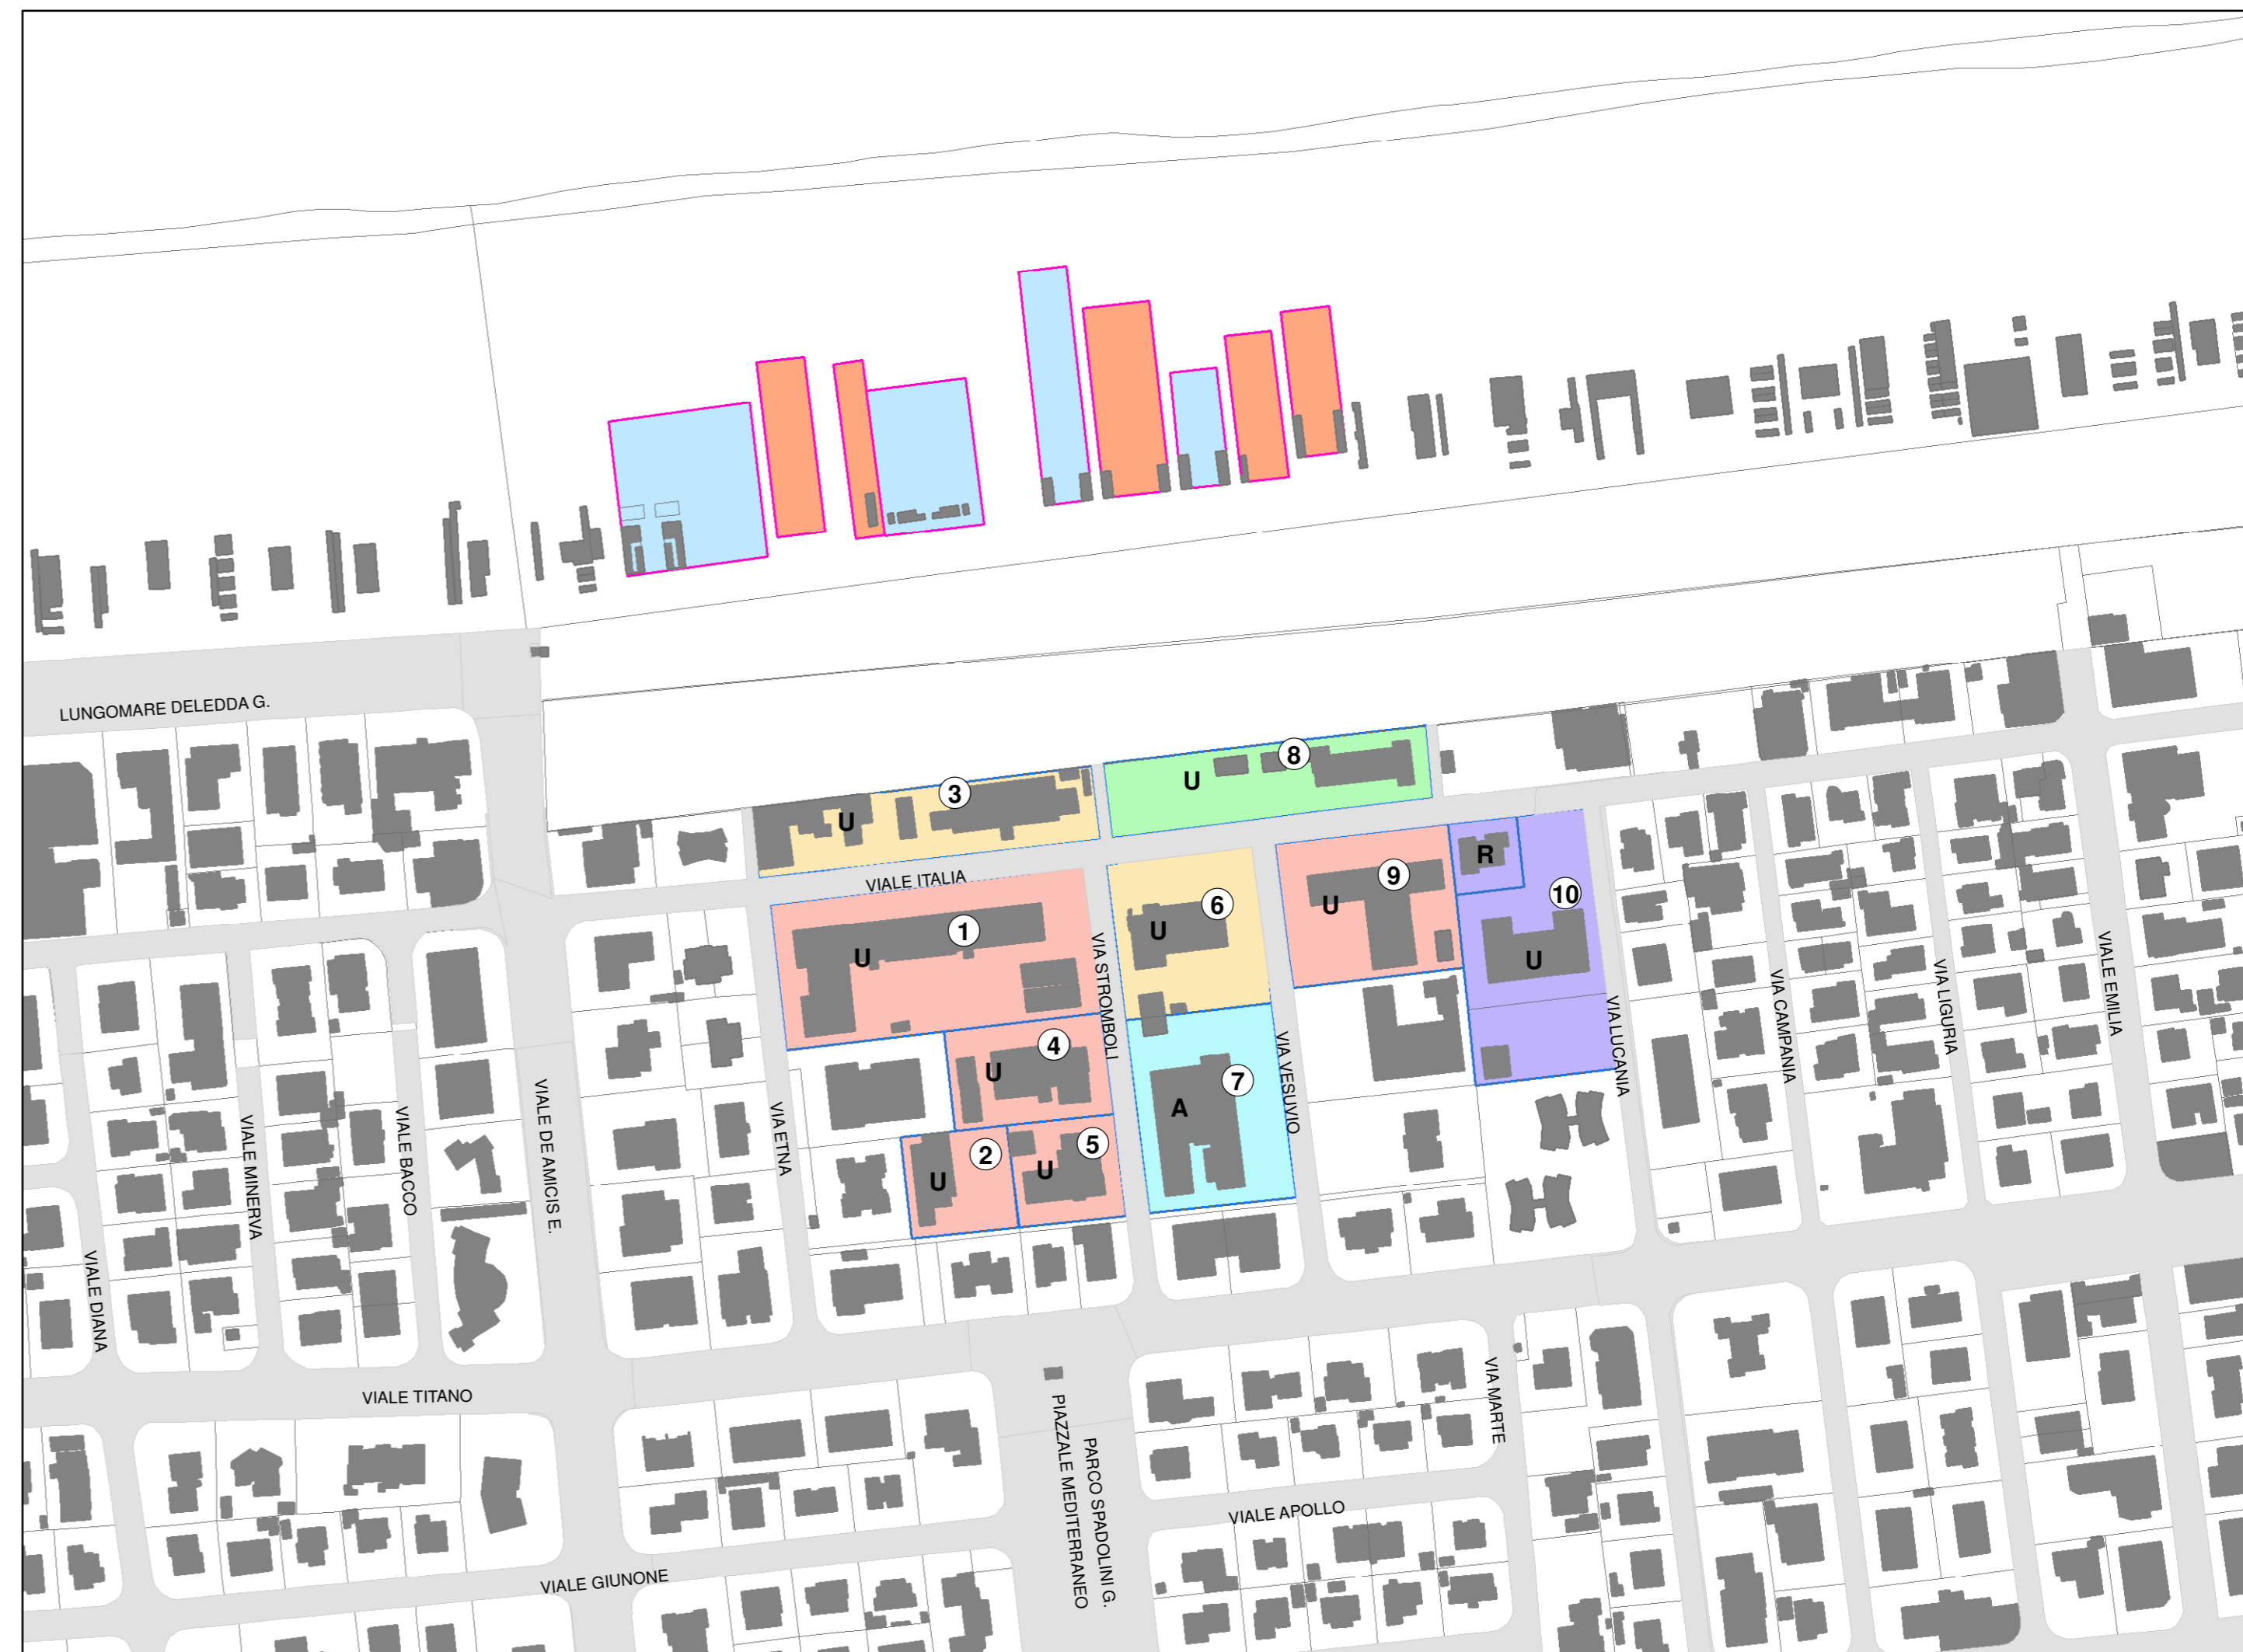 LUNGOMARE DELEDDA G.
8
U
3
U
R
VIALE ITALIA
9
10
6
U
U
1
U
U
VIA STROMBOLI
VIALE EMILIA
VIA LIGURIA
VIA CAMPANIA
VIA LUCANIA
4
U
VIA VESUVIO
7
A
VIALE DE AMICIS E.
VIA ETNA
VIALE BACCO
VIALE MINERVA
2
U
5
U
VIALE DIANA
VIA MARTE
VIALE TITANO
PIAZZALE MEDITERRANEO
PARCO SPADOLINI G.
VIALE APOLLO
VIALE GIUNONE